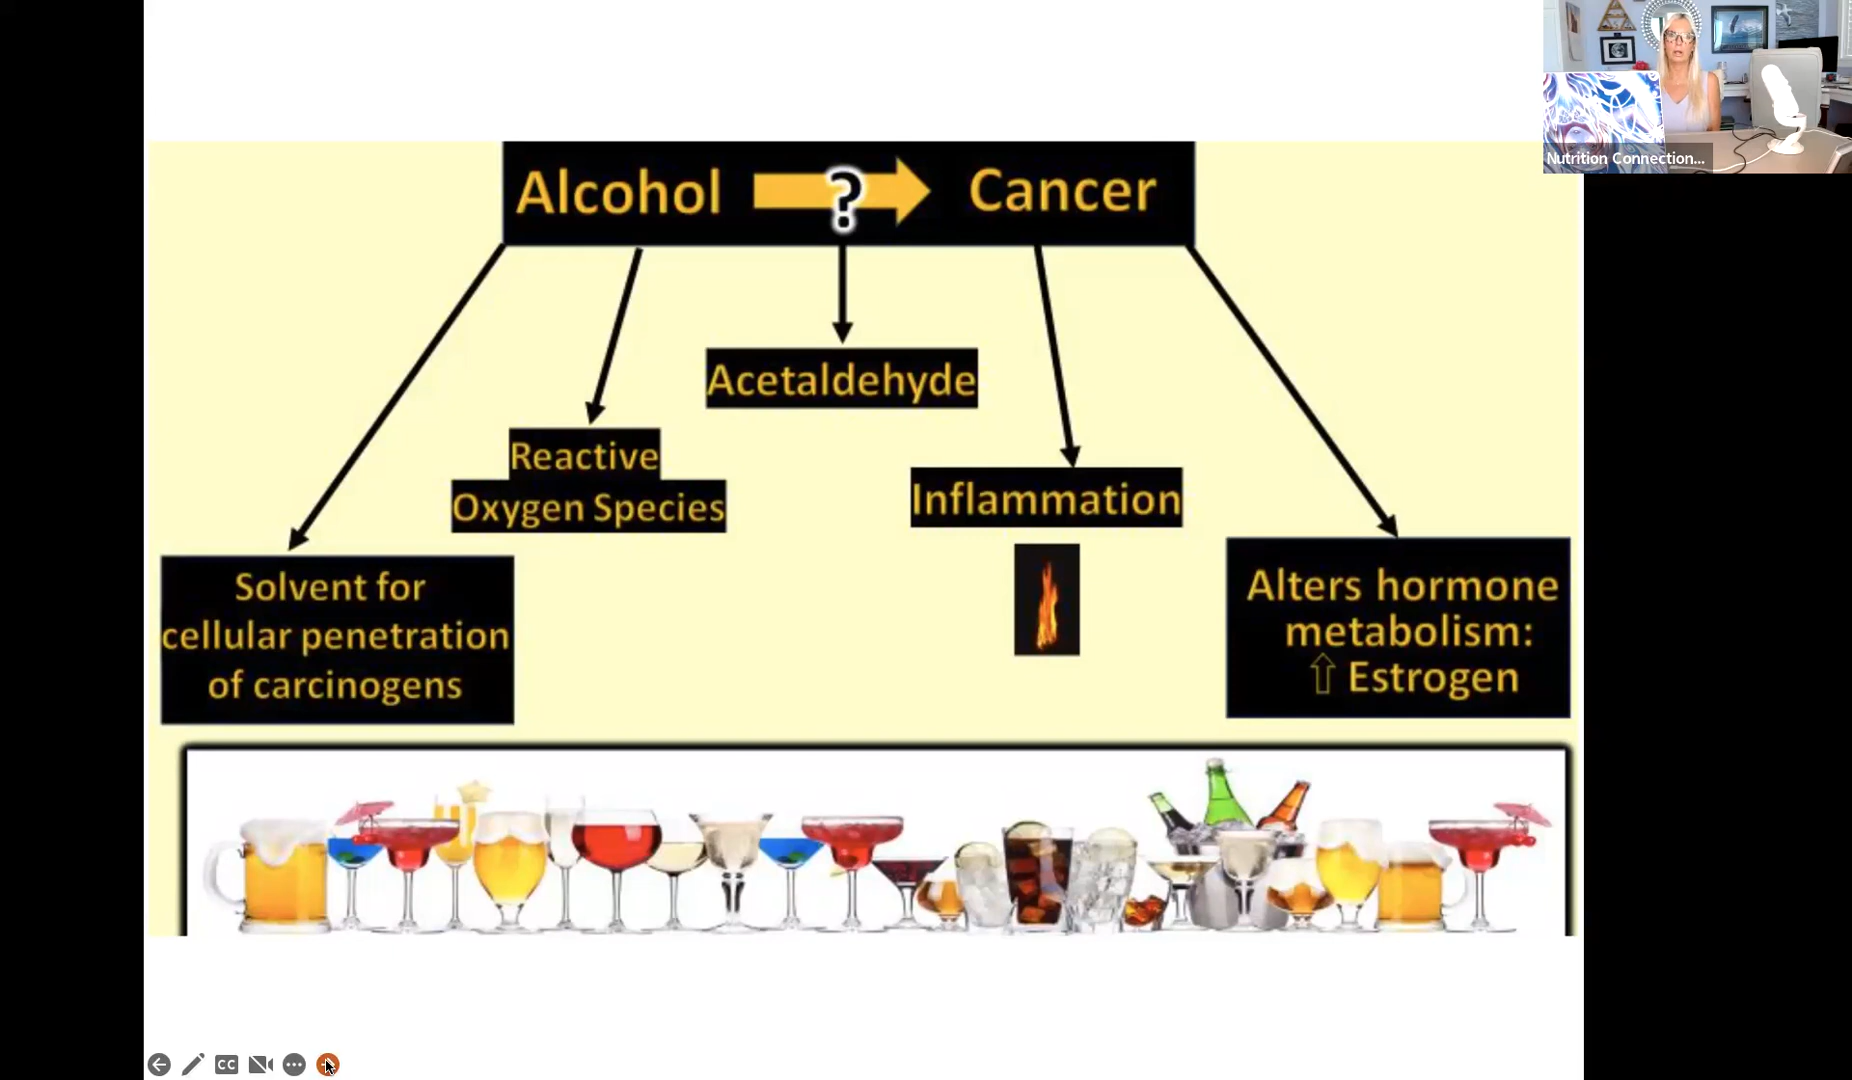 Nutrition Connection...
Alcohol ? Cancer
Acetaldehyde
Reactive
Oxygen Species
Inflammation
Solvent for
cellular penetration
of carcinogens
Alters hormone
metabolism:
⇧ Estrogen
CC